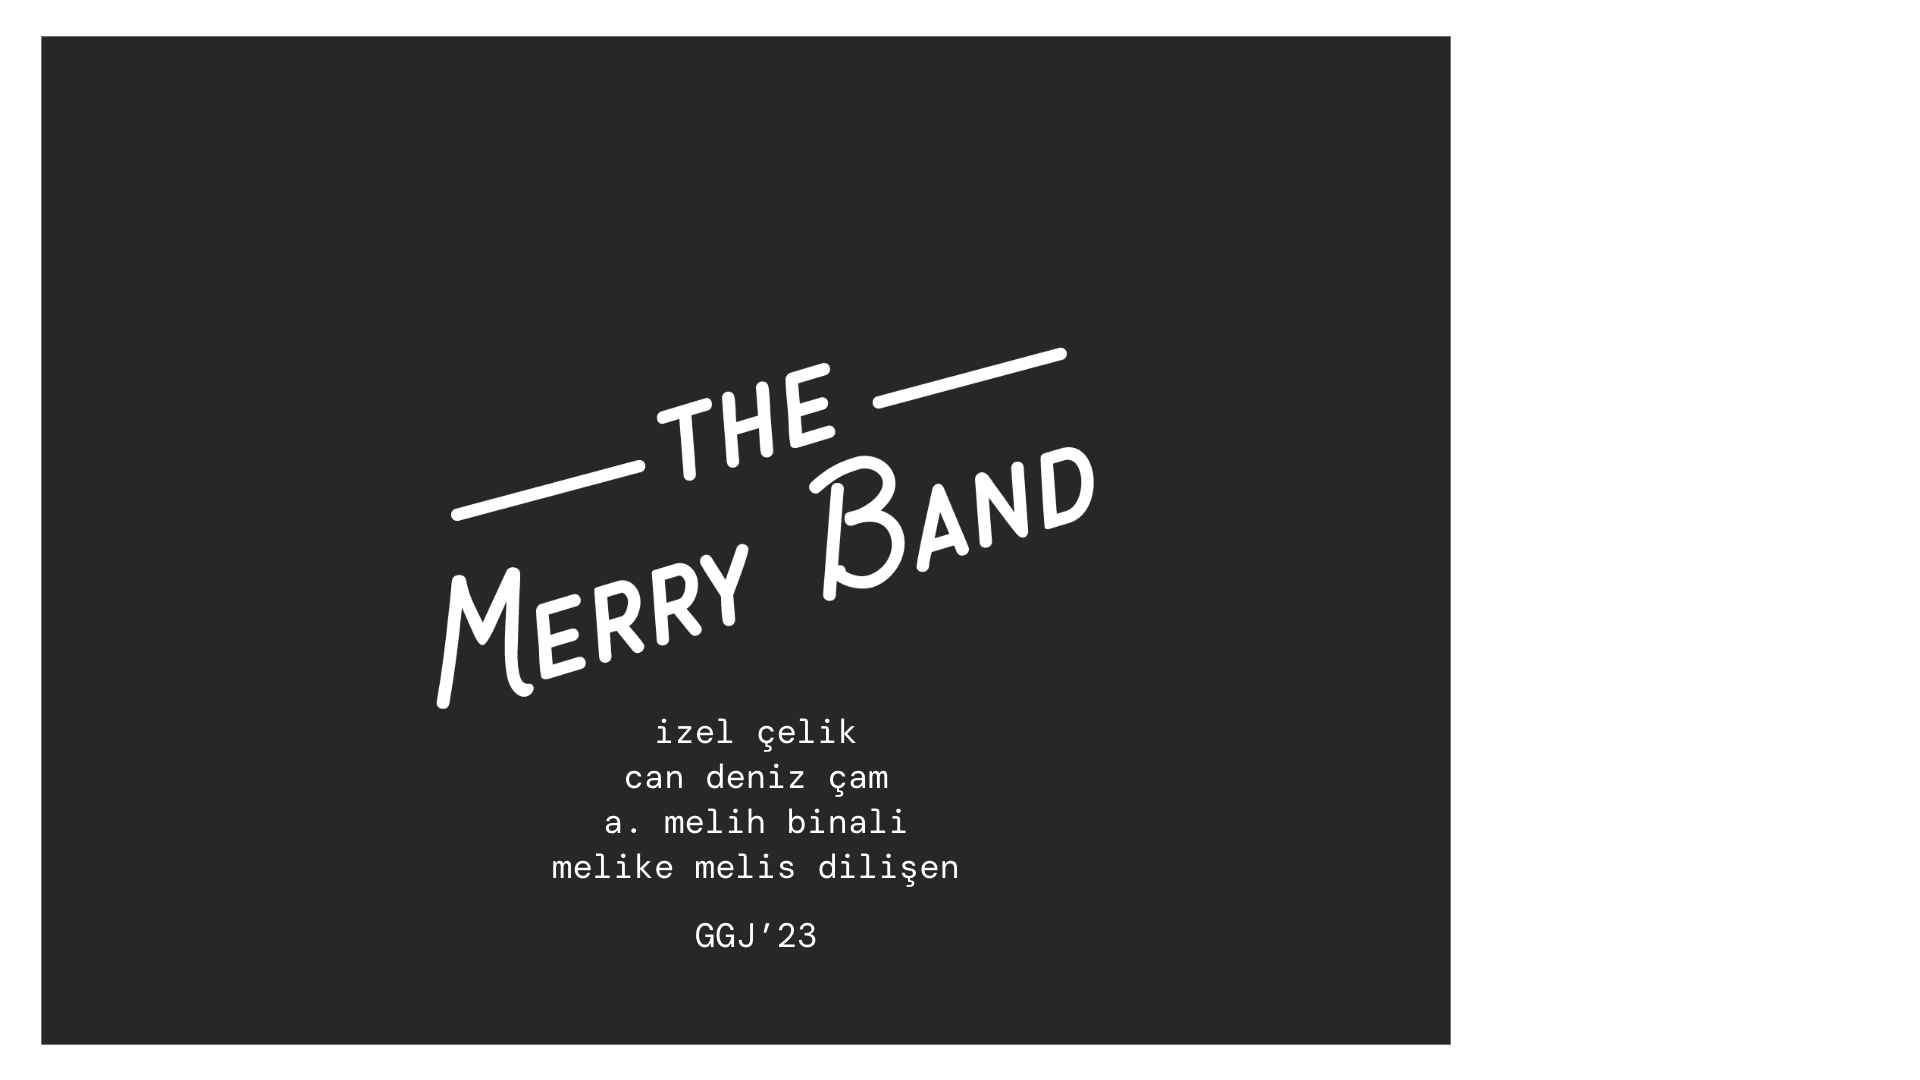 THE
MERRY BAND
izel çelik
can deniz çam
a. melih binali
melike melis dilişen
GGJ’23